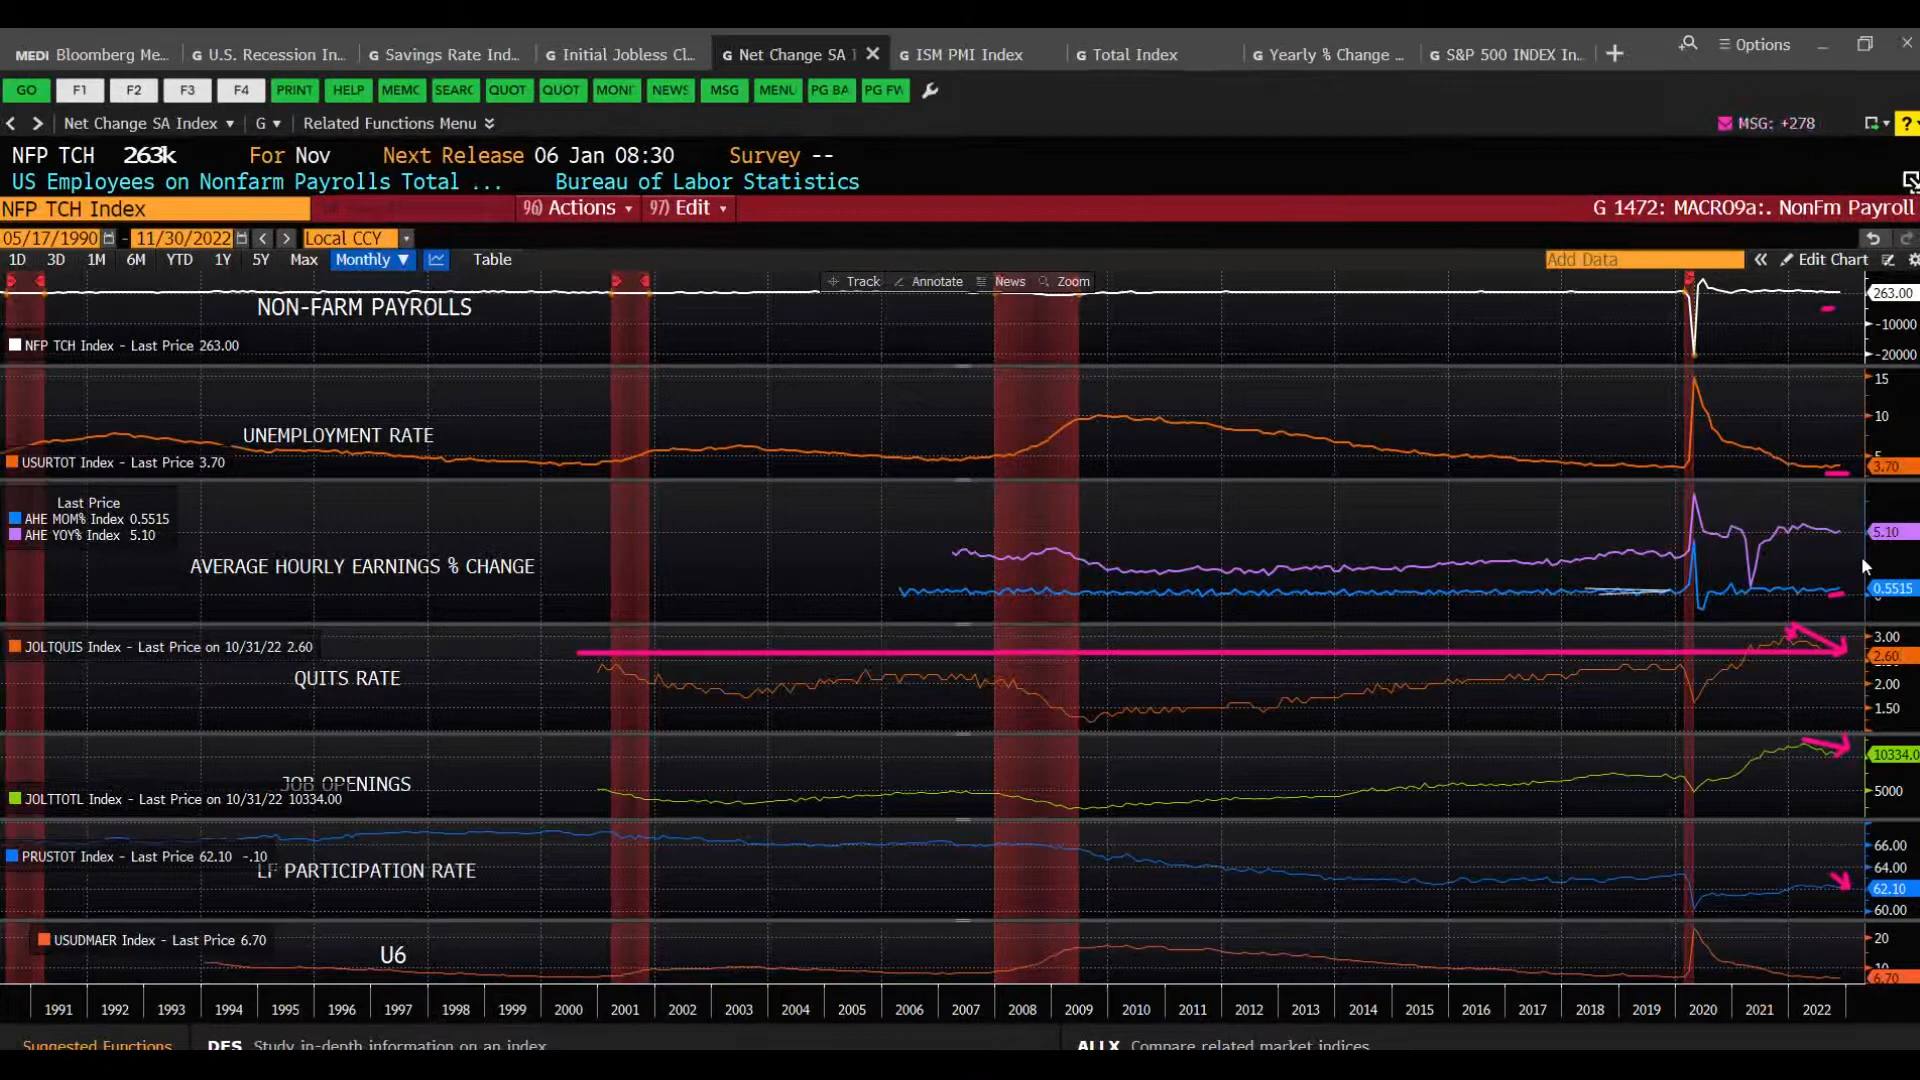 MEDI Bloomberg Me... G U.S. Recession In... G Savings Rate Ind... G Initial Jobless Cl... G Net Change SA G ISM PMI Index G Total Index G Yearly % Change ... G S&P 500 INDEX In... Options
GO F1 F2 F3 F4 PRINT HELP MEMC SEARC QUOT QUOT MONI NEWS MSG MENU PG BA PG FW
Net Change SA Index G Related Functions Menu MSG: +278 ?
NFP TCH 263k For Nov Next Release 06 Jan 08:30 Survey --
US Employees on Nonfarm Payrolls Total ... Bureau of Labor Statistics
NFP TCH Index 96) Actions 97) Edit G 1472: MACRO9a:. NonFm Payroll
05/17/1990 - 11/30/2022 Local CCY
1D 3D 1M 6M YTD 1Y 5Y Max Monthly Table Add Data Edit Chart
Track Annotate News Zoom
NON-FARM PAYROLLS
263.00
-10000
NFP TCH Index - Last Price 263.00
-20000
15
10
UNEMPLOYMENT RATE
5
USURTOT Index - Last Price 3.70
3.70
Last Price
AHE MOM% Index 0.5515
AHE YOY% Index 5.10
5.10
AVERAGE HOURLY EARNINGS % CHANGE
0.5515
JOLTQUIS Index - Last Price on 10/31/22 2.60
3.00
2.60
QUITS RATE
2.00
1.50
10334.0
JOB OPENINGS
5000
JOLTTOTL Index - Last Price on 10/31/22 10334.00
66.00
PRUSTOT Index - Last Price 62.10 -.10
64.00
LF PARTICIPATION RATE
62.10
60.00
USUDMAER Index - Last Price 6.70
20
U6
10
6.70
1991 1992 1993 1994 1995 1996 1997 1998 1999 2000 2001 2002 2003 2004 2005 2006 2007 2008 2009 2010 2011 2012 2013 2014 2015 2016 2017 2018 2019 2020 2021 2022
Suggested Functions DES Study in-depth information on an index ALLX Compare related market indices